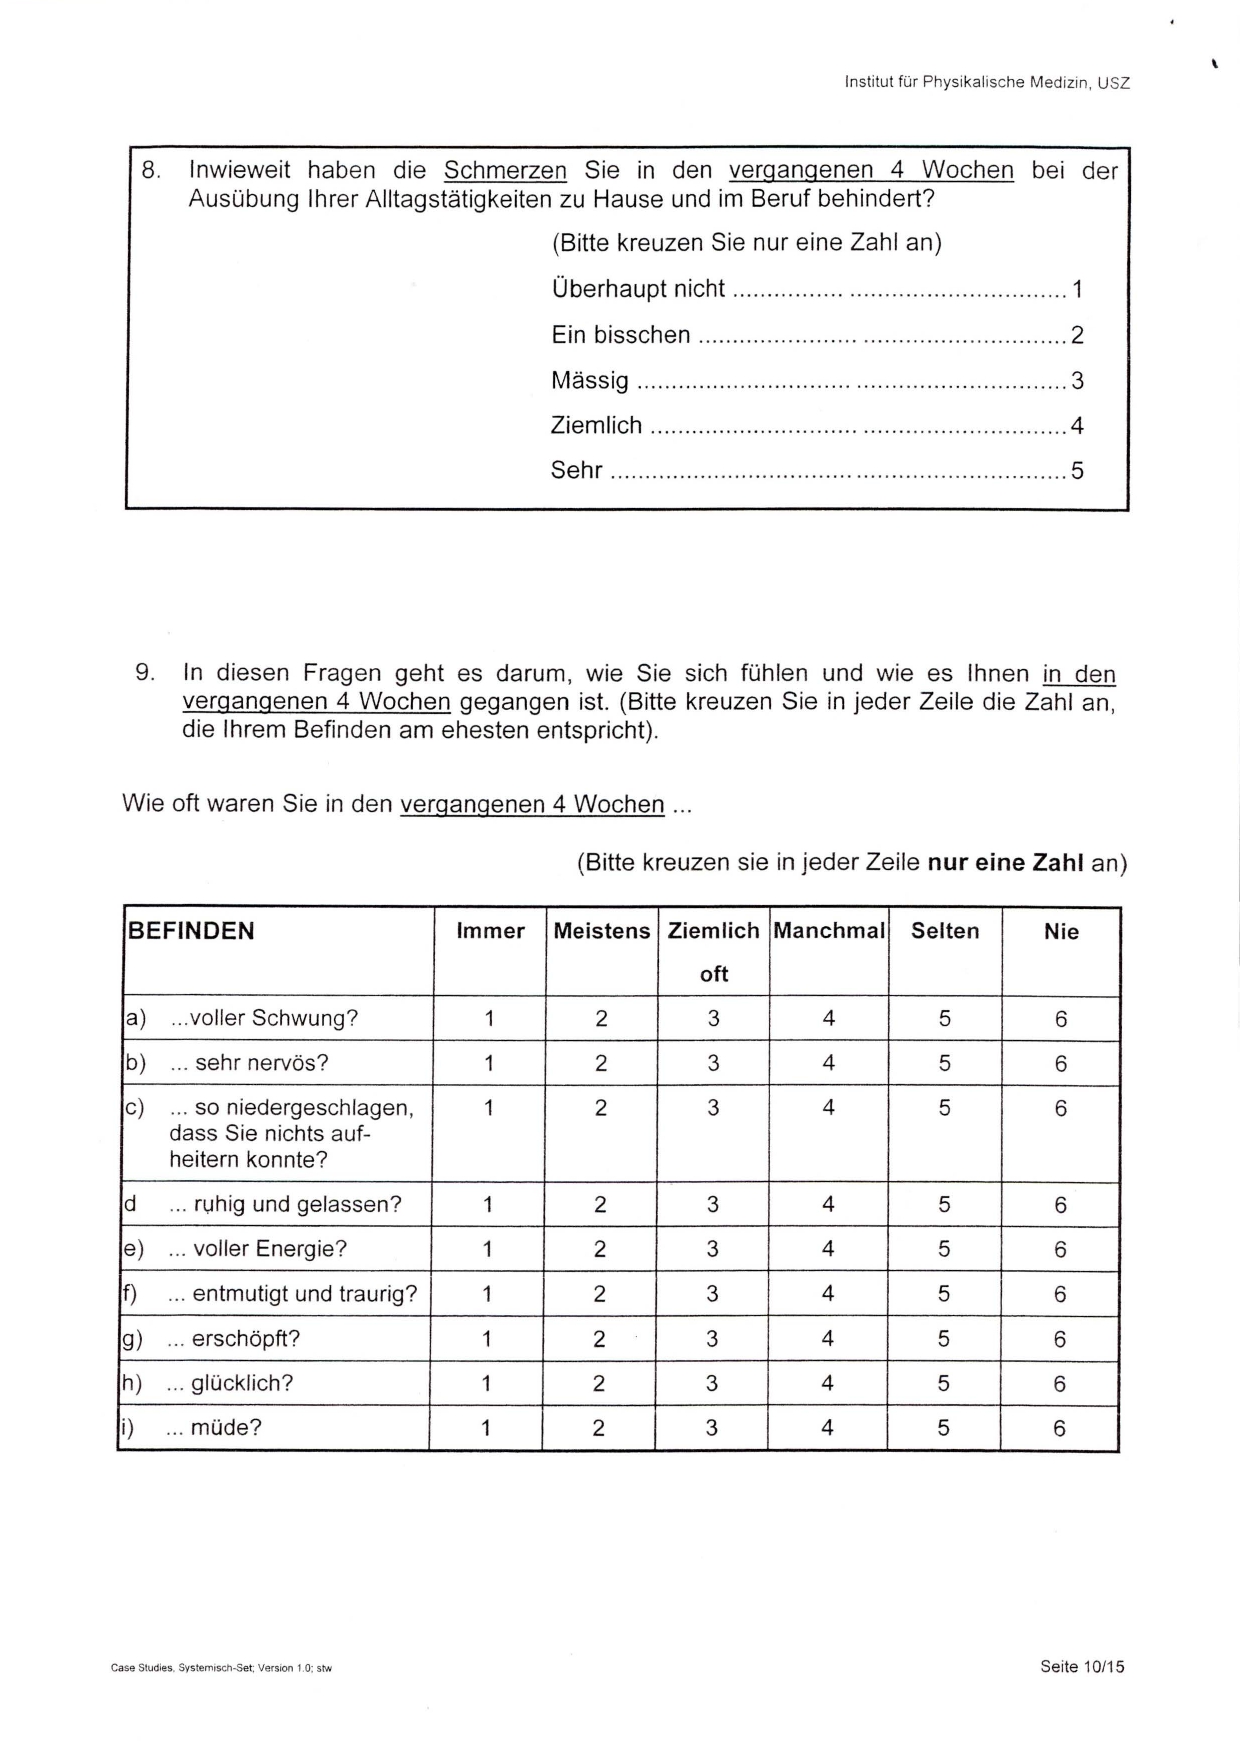 Institut für Physikalische Medizin, USZ
8. Inwieweit haben die Schmerzen Sie in den vergangenen 4 Wochen bei der
Ausübung Ihrer Alltagstätigkeiten zu Hause und im Beruf behindert?
(Bitte kreuzen Sie nur eine Zahl an)
Überhaupt nicht ................ ................................ 1
Ein bisschen ....................... .............................. 2
Mässig ............................... .............................. 3
Ziemlich .............................. .............................. 4
Sehr ................................... ............................... 5
9. In diesen Fragen geht es darum, wie Sie sich fühlen und wie es Ihnen in den
vergangenen 4 Wochen gegangen ist. (Bitte kreuzen Sie in jeder Zeile die Zahl an,
die Ihrem Befinden am ehesten entspricht).
Wie oft waren Sie in den vergangenen 4 Wochen ...
(Bitte kreuzen sie in jeder Zeile nur eine Zahl an)
BEFINDEN Immer Meistens Ziemlich Manchmal Selten Nie
oft
a) ...voller Schwung? 1 2 3 4 5 6
b) ... sehr nervös? 1 2 3 4 5 6
c) ... so niedergeschlagen, 1 2 3 4 5 6
dass Sie nichts auf-
heitern konnte?
d ... ruhig und gelassen? 1 2 3 4 5 6
e) ... voller Energie? 1 2 3 4 5 6
f) ... entmutigt und traurig? 1 2 3 4 5 6
g) ... erschöpft? 1 2 3 4 5 6
h) ... glücklich? 1 2 3 4 5 6
i) ... müde? 1 2 3 4 5 6
Case Studies, Systemisch-Set; Version 1.0; stw Seite 10/15